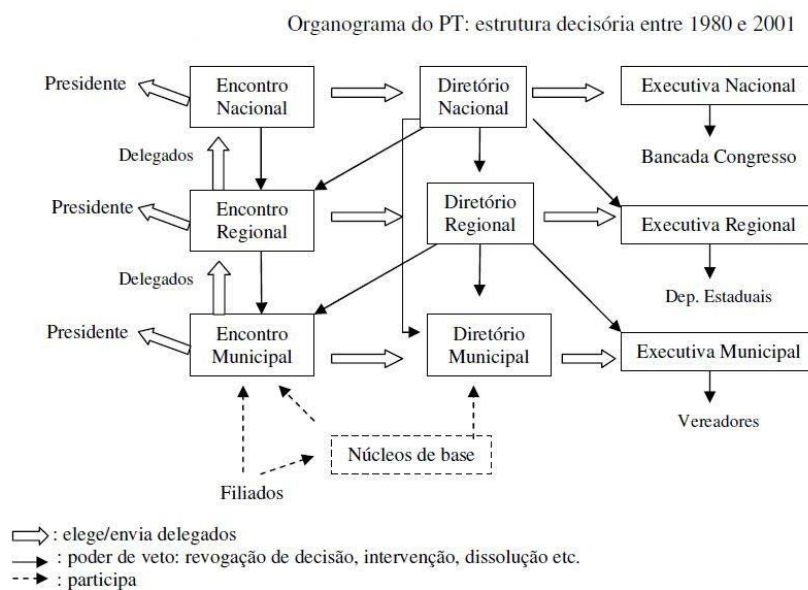 Organograma do PT: estrutura decisória entre 1980 e 2001
Presidente
Encontro
Nacional
Diretório
Nacional
Executiva Nacional
Delegados
Bancada Congresso
Presidente
Encontro
Regional
Diretório
Regional
Executiva Regional
Delegados
Dep. Estaduais
Presidente
Encontro
Municipal
Diretório
Municipal
Executiva Municipal
Vereadores
Núcleos de base
Filiados
: elege/envia delegados
: poder de veto: revogação de decisão, intervenção, dissolução etc.
: participa